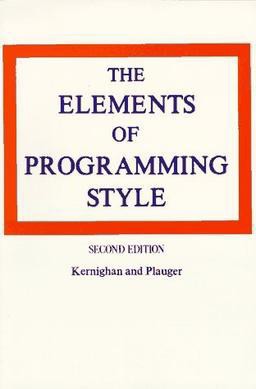 THE
ELEMENTS
OF
PROGRAMMING
STYLE
SECOND EDITION
Kernighan and Plauger